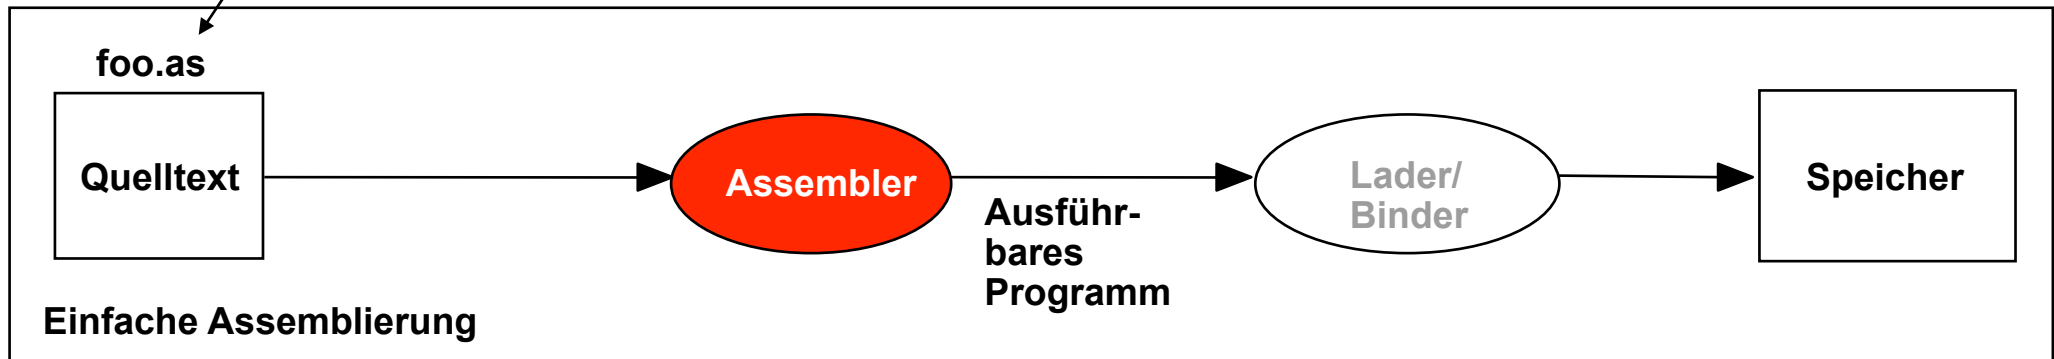 foo.as
Quelltext
Assembler
Ausführ-
bares
Programm
Lader/
Binder
Speicher
Einfache Assemblierung